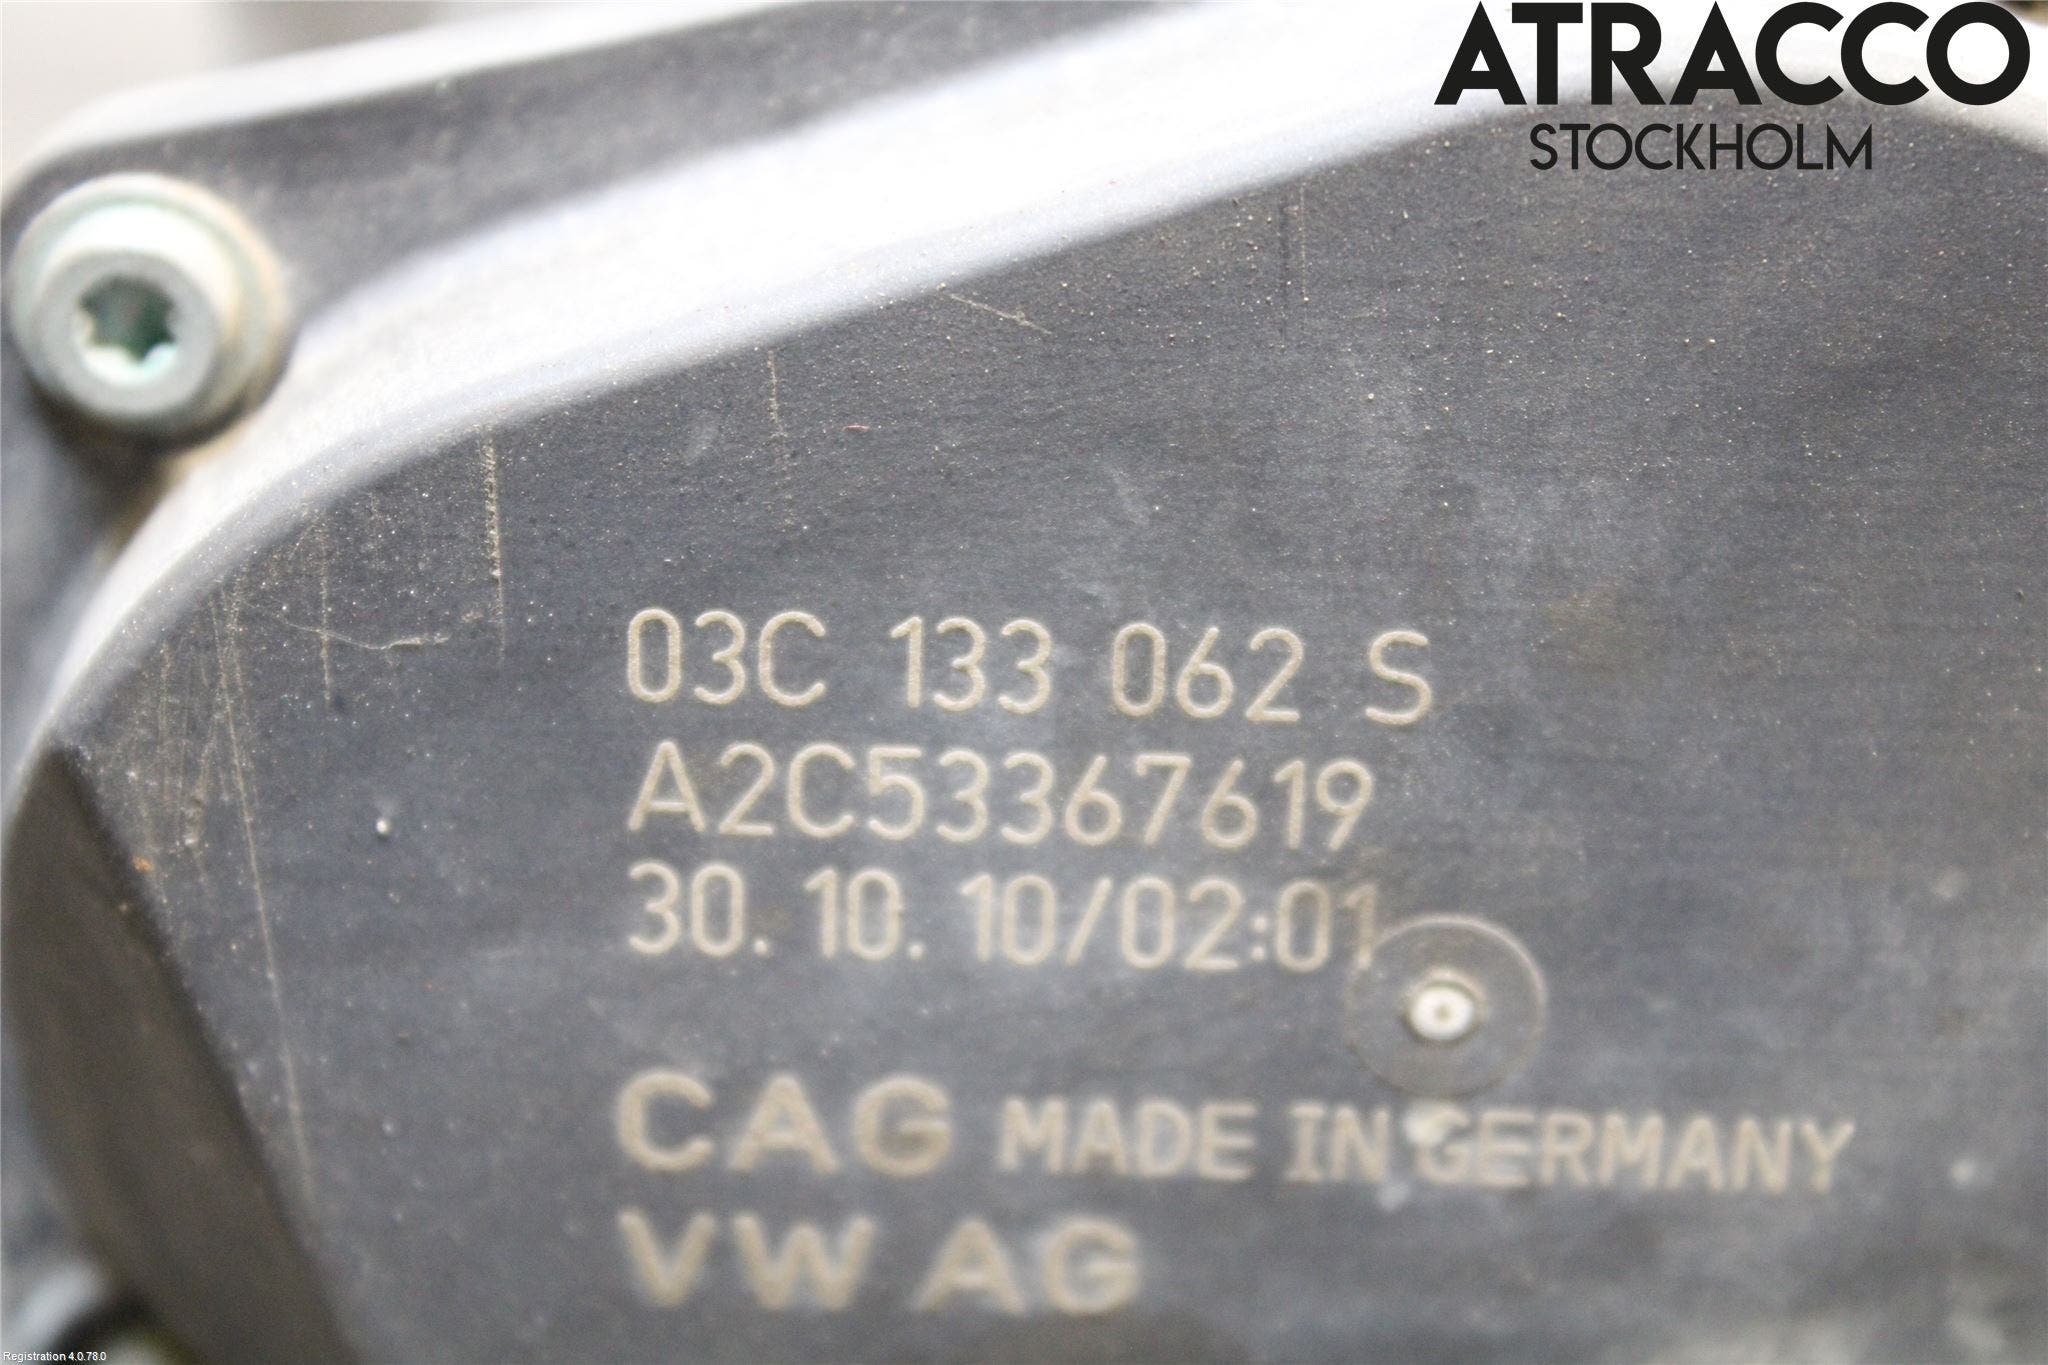 ATRACCO
STOCKHOLM
03C 133 062 S
A2C53367619
30.10.10/02:01
CAG MADE IN GERMANY
VW AG
Registration 4.0.78.0